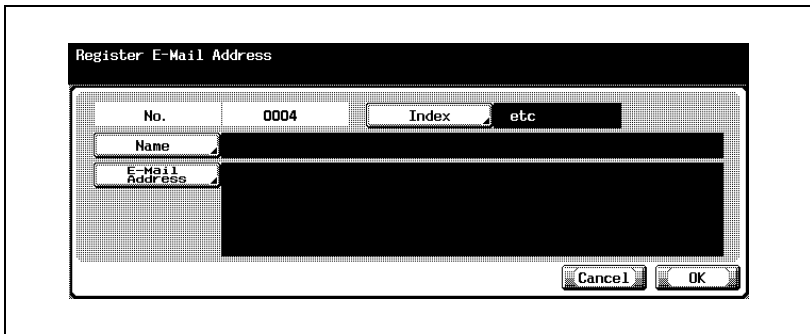 Register E-Mail Address
No. 0004 Index etc
Name
E-Mail
Address
Cancel OK